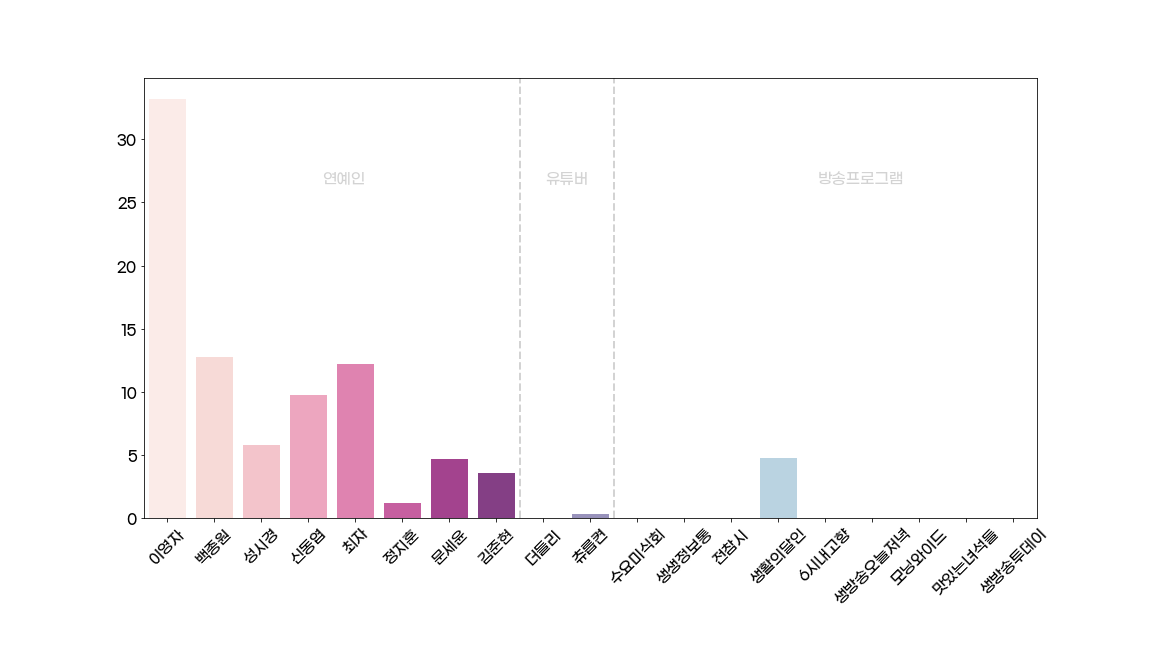 30
25
20
15
10
5
0
연예인
유튜버
방송프로그램
이영자
백종원
성시경
신동엽
최자
정지훈
문세윤
김준현
더들리
츄릅켠
수요미식회
생생정보통
전참시
생활의달인
6시내고향
생방송오늘저녁
모닝와이드
맛있는녀석들
생방송투데이